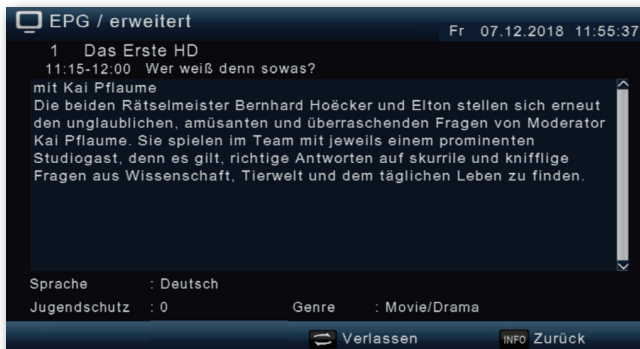 EPG / erweitert
Fr 07.12.2018 11:55:37
1 Das Erste HD
11:15-12:00 Wer weiß denn sowas?
mit Kai Pflaume
Die beiden Rätselmeister Bernhard Hoëcker und Elton stellen sich erneut
den unglaublichen, amüsanten und überraschenden Fragen von Moderator
Kai Pflaume. Sie spielen im Team mit jeweils einem prominenten
Studiogast, denn es gilt, richtige Antworten auf skurrile und knifflige
Fragen aus Wissenschaft, Tierwelt und dem täglichen Leben zu finden.
Sprache : Deutsch
Jugendschutz : 0 Genre : Movie/Drama
Verlassen INFO Zurück